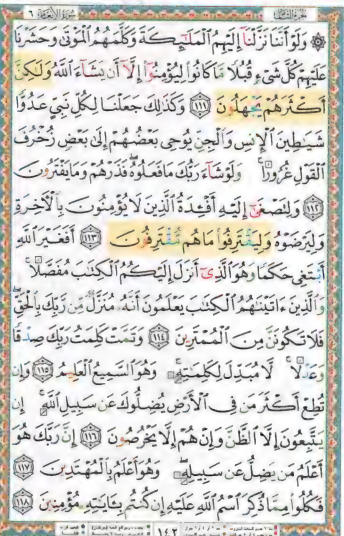 الجزء الثامن سورة الأنعام ٦
۞ وَلَوْ أَنَّنَا نَزَّلْنَا إِلَيْهِمُ الْمَلَٰٓئِكَةَ وَكَلَّمَهُمُ الْمَوْتَىٰ وَحَشَرْنَا
عَلَيْهِمْ كُلَّ شَىْءٍ قُبُلًا مَّا كَانُوا۟ لِيُؤْمِنُوٓا۟ إِلَّآ أَن يَشَآءَ اللَّهُ وَلَٰكِنَّ
أَكْثَرَهُمْ يَجْهَلُونَ ١١١ وَكَذَٰلِكَ جَعَلْنَا لِكُلِّ نَبِىٍّ عَدُوًّا
شَيَٰطِينَ الْإِنسِ وَالْجِنِّ يُوحِى بَعْضُهُمْ إِلَىٰ بَعْضٍ زُخْرُفَ
الْقَوْلِ غُرُورًا ۚ وَلَوْ شَآءَ رَبُّكَ مَا فَعَلُوهُ ۖ فَذَرْهُمْ وَمَا يَفْتَرُونَ
١١٢ وَلِتَصْغَىٰٓ إِلَيْهِ أَفْـِٔدَةُ الَّذِينَ لَا يُؤْمِنُونَ بِالْـَٔاخِرَةِ
وَلِيَرْضَوْهُ وَلِيَقْتَرِفُوا۟ مَا هُم مُّقْتَرِفُونَ ١١٣ أَفَغَيْرَ اللَّهِ
أَبْتَغِى حَكَمًا وَهُوَ الَّذِىٓ أَنزَلَ إِلَيْكُمُ الْكِتَٰبَ مُفَصَّلًا ۚ
وَالَّذِينَ ءَاتَيْنَٰهُمُ الْكِتَٰبَ يَعْلَمُونَ أَنَّهُۥ مُنَزَّلٌ مِّن رَّبِّكَ بِالْحَقِّ ۖ
فَلَا تَكُونَنَّ مِنَ الْمُمْتَرِينَ ١١٤ وَتَمَّتْ كَلِمَتُ رَبِّكَ صِدْقًا
وَعَدْلًا ۚ لَّا مُبَدِّلَ لِكَلِمَٰتِهِۦ ۚ وَهُوَ السَّمِيعُ الْعَلِيمُ ١١٥ وَإِن
تُطِعْ أَكْثَرَ مَن فِى الْأَرْضِ يُضِلُّوكَ عَن سَبِيلِ اللَّهِ ۚ إِن
يَتَّبِعُونَ إِلَّا الظَّنَّ وَإِنْ هُمْ إِلَّا يَخْرُصُونَ ١١٦ إِنَّ رَبَّكَ هُوَ
أَعْلَمُ مَن يَضِلُّ عَن سَبِيلِهِۦ ۖ وَهُوَ أَعْلَمُ بِالْمُهْتَدِينَ ١١٧
فَكُلُوا۟ مِمَّا ذُكِرَ اسْمُ اللَّهِ عَلَيْهِ إِن كُنتُم بِـَٔايَٰتِهِۦ مُؤْمِنِينَ ١١٨
١٤٢